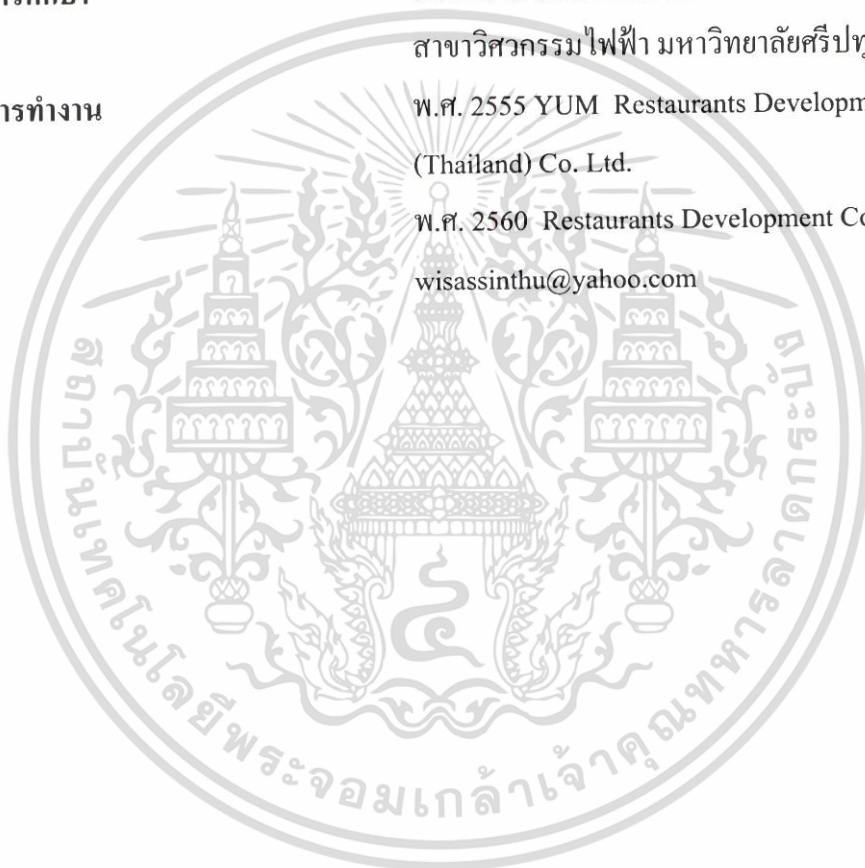 สาขาวิศวกรรมไฟฟ้า มหาวิทยาลัยศรีปทุ
การทำงาน
พ.ศ. 2555 YUM Restaurants Developm
(Thailand) Co. Ltd.
พ.ศ. 2560 Restaurants Development Co
wisassinthu@yahoo.com
สถาบันเทคโนโลยีพระจอมเกล้าเจ้าคุณทหารลาดกระบัง